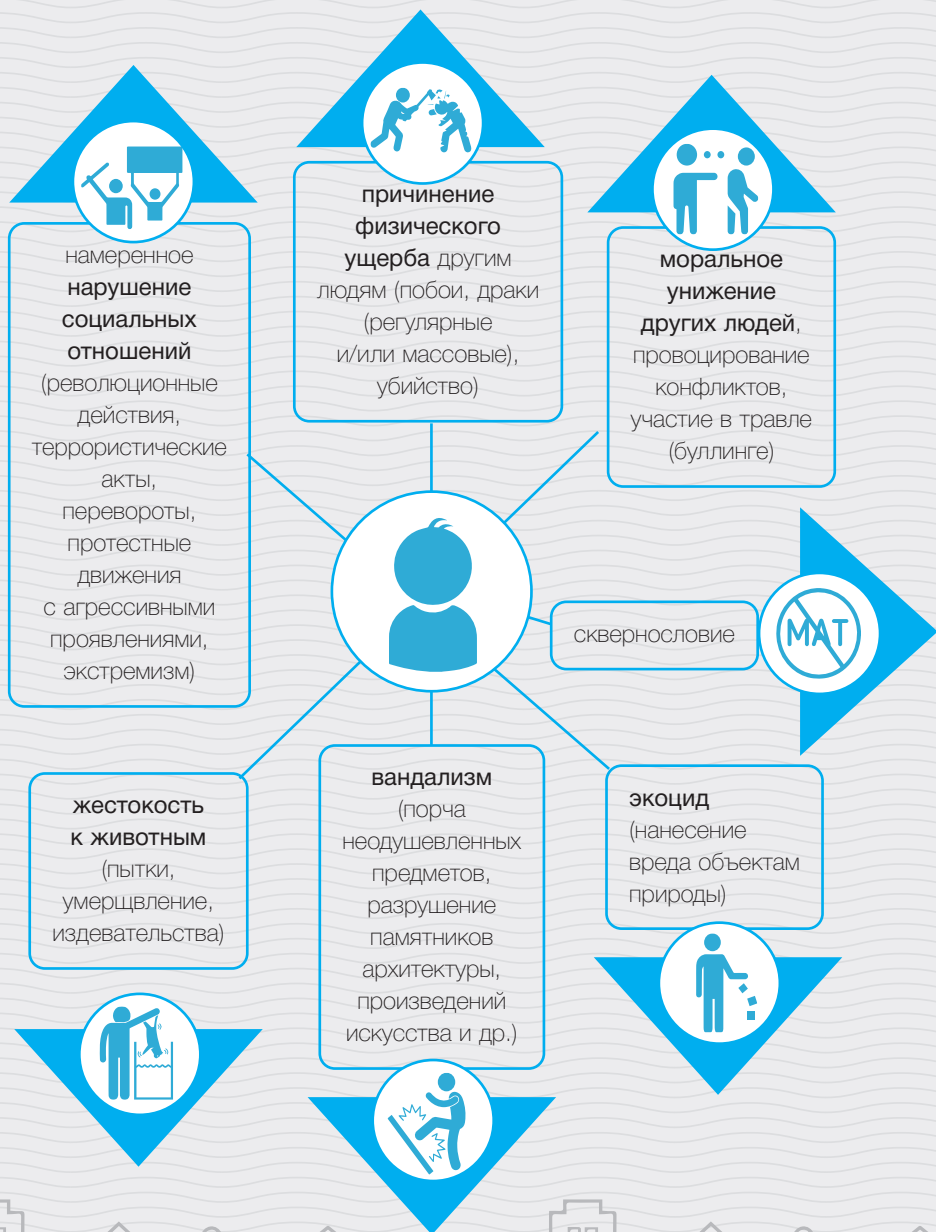 намеренное
нарушение
социальных
отношений
(революционные
действия,
террористические
акты,
перевороты,
протестные
движения
с агрессивными
проявлениями,
экстремизм)
причинение
физического
ущерба другим
людям (побои, драки
(регулярные
и/или массовые),
убийство)
моральное
унижение
других людей,
провоцирование
конфликтов,
участие в травле
(буллинге)
сквернословие
МАТ
жестокость
к животным
(пытки,
умерщвление,
издевательства)
вандализм
(порча
неодушевленных
предметов,
разрушение
памятников
архитектуры,
произведений
искусства и др.)
экоцид
(нанесение
вреда объектам
природы)